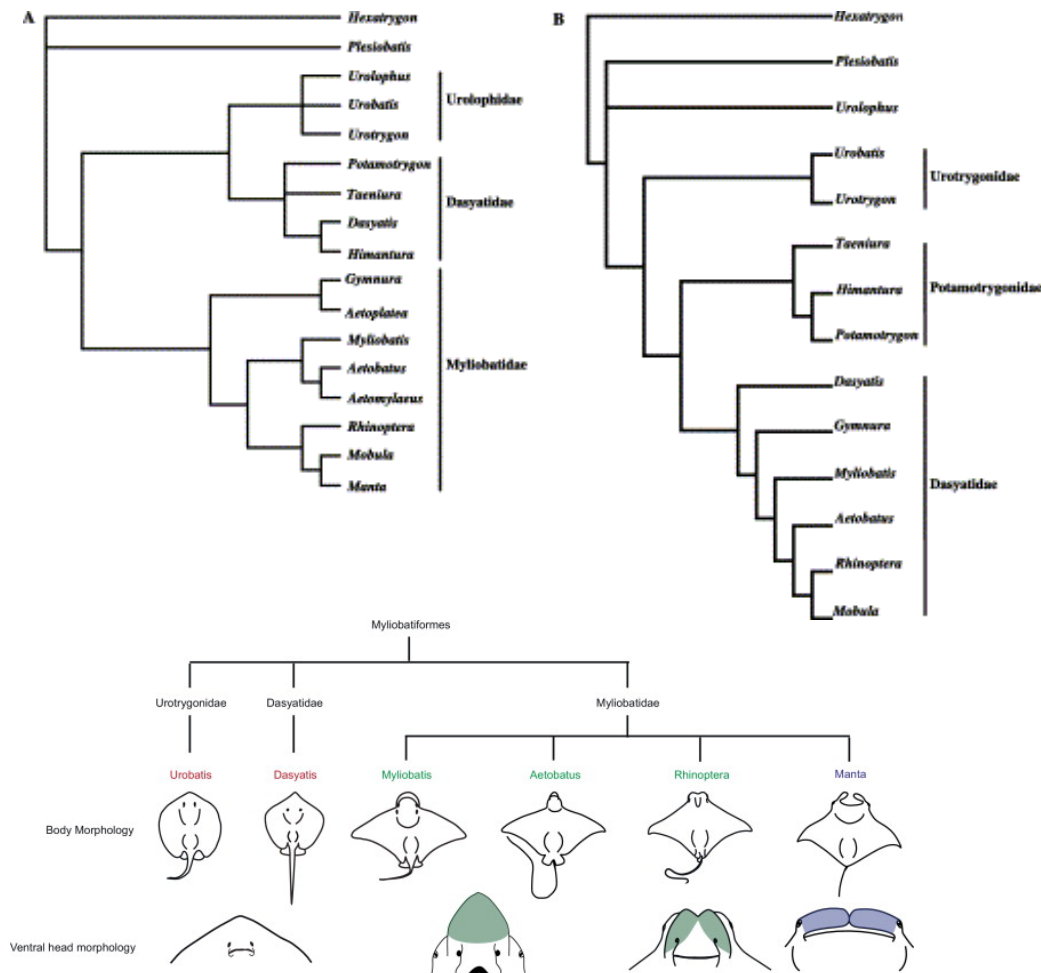 A
Hexatrygon
Plesiobatis
Urolophus
Urobatis
Urotrygon
Urolophidae
Potamotrygon
Taeniura
Dasyatis
Himantura
Dasyatidae
Gymnura
Aetoplatea
Myliobatis
Aetobatus
Aetomylaeus
Rhinoptera
Mobula
Manta
Myliobatidae
B
Hexatrygon
Plesiobatis
Urolophus
Urobatis
Urotrygon
Urotrygonidae
Taeniura
Himantura
Potamotrygon
Potamotrygonidae
Dasyatis
Gymnura
Myliobatis
Aetobatus
Rhinoptera
Mobula
Dasyatidae
Myliobatiformes
Urotrygonidae Dasyatidae Myliobatidae
Urobatis Dasyatis Myliobatis Aetobatus Rhinoptera Manta
Body Morphology
Ventral head morphology